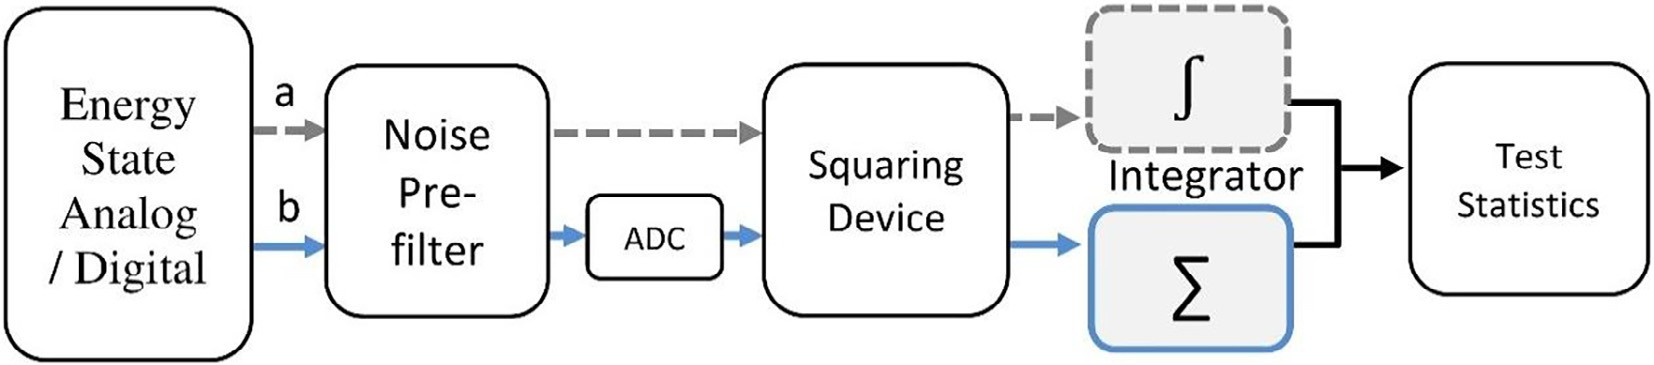 Energy
State
Analog
/ Digital
a
b
Noise
Pre-
filter
ADC
Squaring
Device
∫
Integrator
∑
Test
Statistics